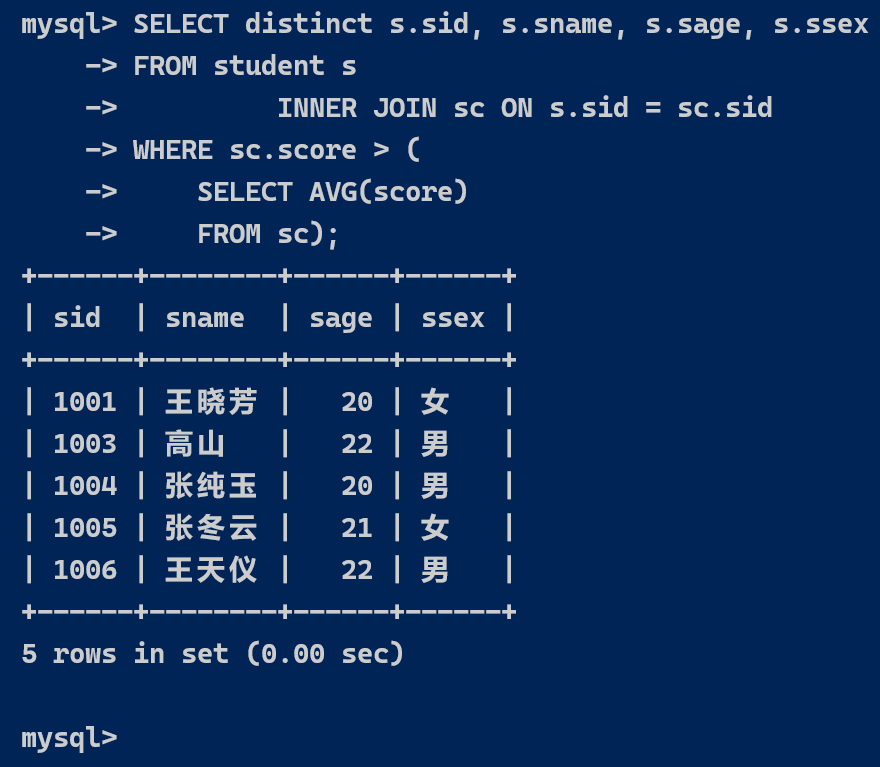 mysql> SELECT distinct s.sid, s.sname, s.sage, s.ssex
    -> FROM student s
    ->          INNER JOIN sc ON s.sid = sc.sid
    -> WHERE sc.score > (
    ->     SELECT AVG(score)
    ->     FROM sc);
+------+--------+------+------+
| sid  | sname  | sage | ssex |
+------+--------+------+------+
| 1001 | 王晓芳 |   20 | 女   |
| 1003 | 高山   |   22 | 男   |
| 1004 | 张纯玉 |   20 | 男   |
| 1005 | 张冬云 |   21 | 女   |
| 1006 | 王天仪 |   22 | 男   |
+------+--------+------+------+
5 rows in set (0.00 sec)

mysql>